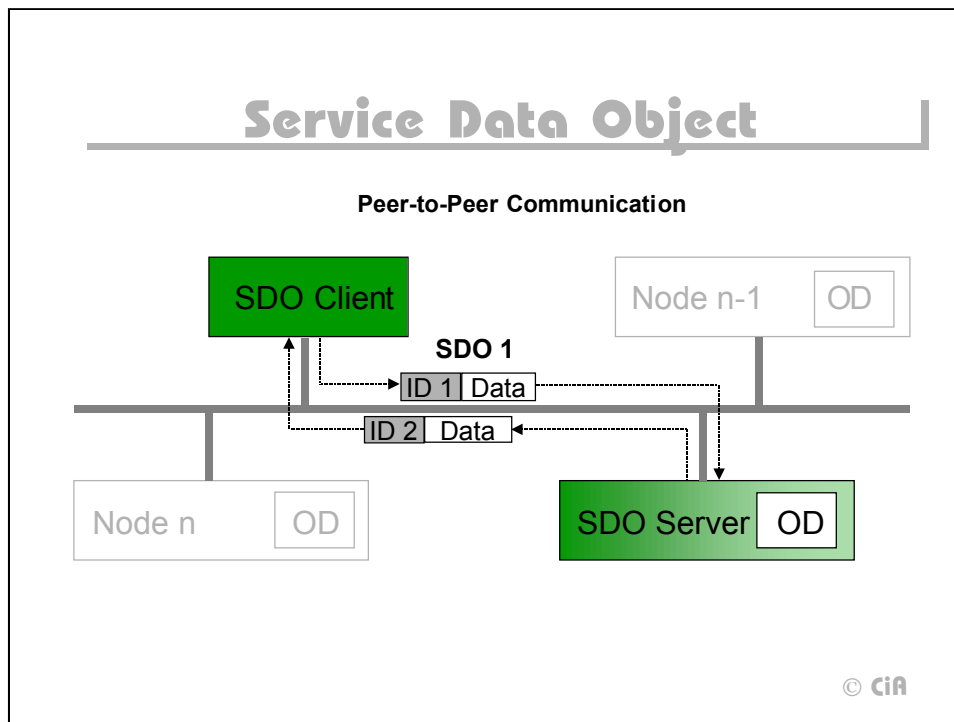 Service Data Object
Peer-to-Peer Communication
SDO Client
Node n-1
OD
SDO 1
ID 1
Data
ID 2
Data
Node n
OD
SDO Server
OD
© CiA